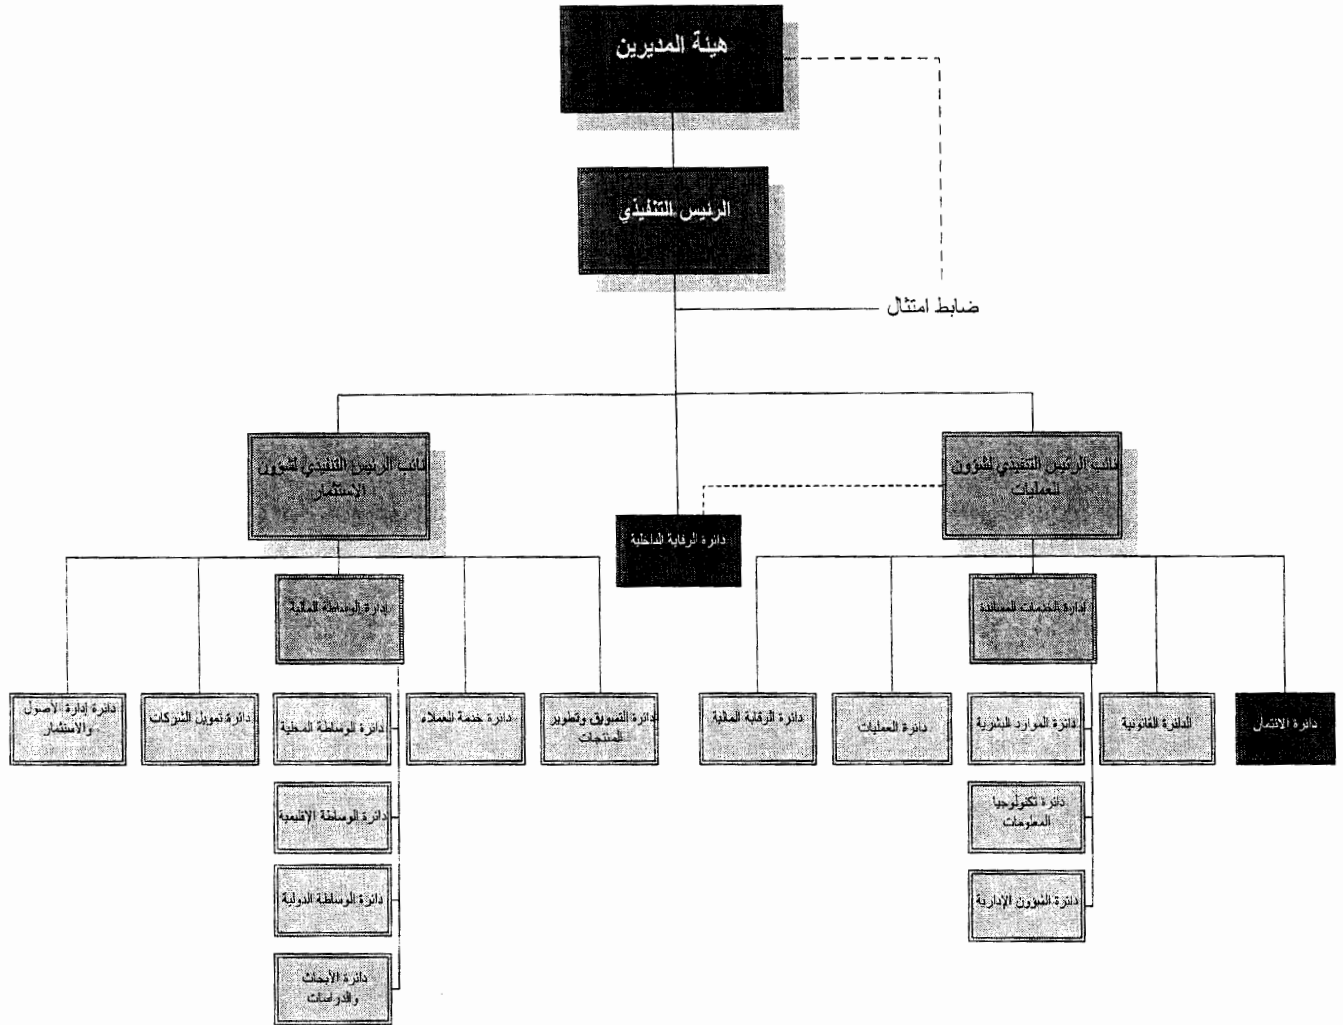 هيئة المديرين
الرئيس التنفيذي
ضابط امتثال
نائب الرئيس التنفيذي لشؤون
العمليات
نائب الرئيس التنفيذي لشؤون
الاستثمار
دائرة الرقابة الداخلية
إدارة الخدمات المساندة
إدارة الوساطة المالية
دائرة الائتمان
الدائرة القانونية
دائرة الموارد البشرية
دائرة العمليات
دائرة الرقابة المالية
دائرة التسويق وتطوير
المنتجات
دائرة خدمة العملاء
دائرة الوساطة المحلية
دائرة تمويل الشركات
دائرة إدارة الأصول
والاستثمار
دائرة تكنولوجيا
المعلومات
دائرة الوساطة الإقليمية
دائرة الشؤون الإدارية
دائرة الوساطة الدولية
دائرة الأبحاث
والدراسات